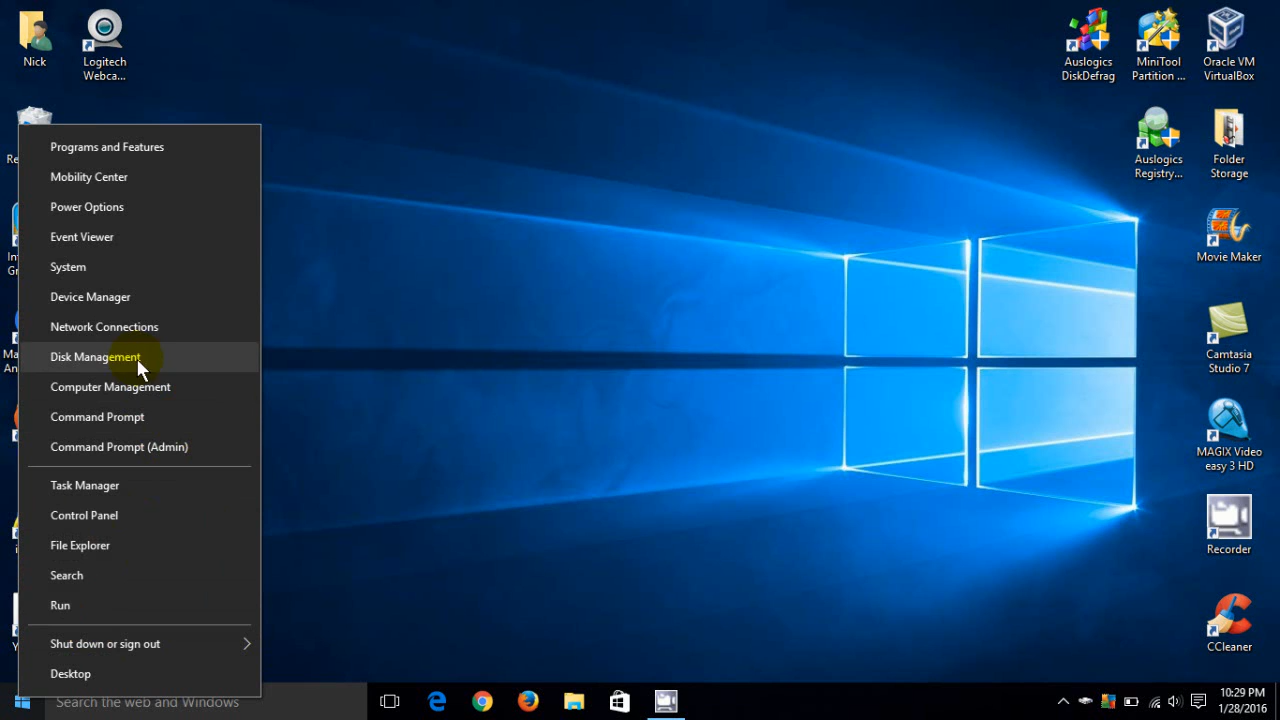 Nick
Logitech
Webca...
Auslogics
DiskDefrag
MiniTool
Partition ...
Oracle VM
VirtualBox
Auslogics
Registry...
Folder
Storage
Movie Maker
Camtasia
Studio 7
MAGIX Video
easy 3 HD
Recorder
CCleaner
Programs and Features
Mobility Center
Power Options
Event Viewer
System
Device Manager
Network Connections
Disk Management
Computer Management
Command Prompt
Command Prompt (Admin)
Task Manager
Control Panel
File Explorer
Search
Run
Shut down or sign out
Desktop
Search the web and Windows
10:29 PM
1/28/2016